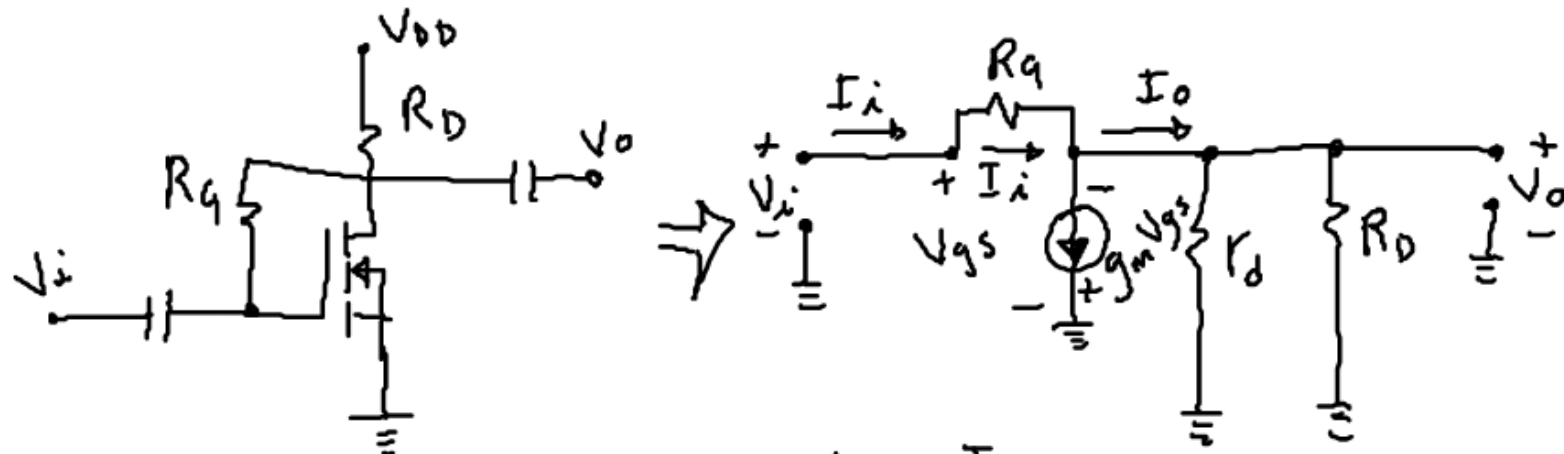 VDD
RD
Vo
RG
Vi
Ii
RG
Io
+
Vi
-
+ Ii
-
Vgs
gmVgs
+
-
rd
RD
+
Vo
-
I